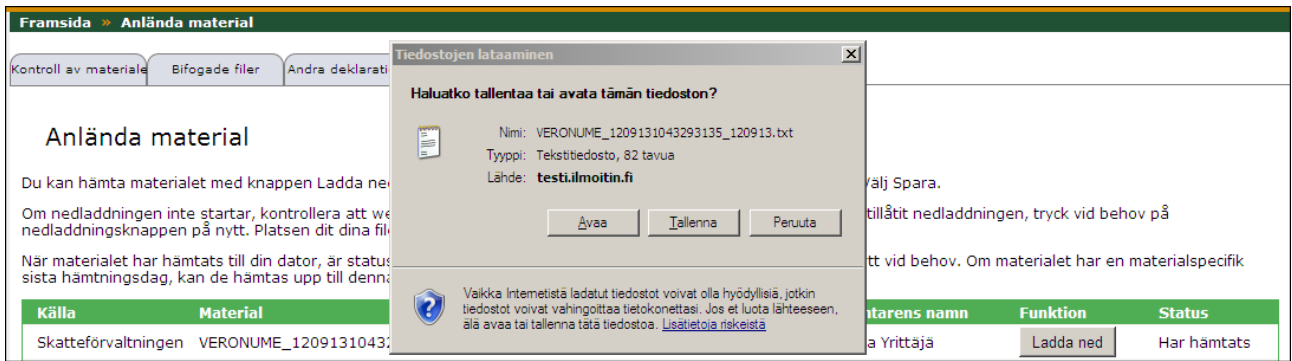 Framsida » Anlända material
Kontroll av materiale
Bifogade filer
Andra deklarati
Tiedostojen lataaminen
Haluatko tallentaa tai avata tämän tiedoston?
Nimi: VERONUME_1209131043293135_120913.txt
Tyyppi: Tekstitiedosto, 82 tavua
Lähde: testi.ilmoitin.fi
Avaa
Tallenna
Peruuta
Vaikka Internetistä ladatut tiedostot voivat olla hyödyllisiä, jotkin
tiedostot voivat vahingoittaa tietokonettasi. Jos et luota lähteeseen,
älä avaa tai tallenna tätä tiedostoa. Lisätietoja riskeistä
Anlända material
Du kan hämta materialet med knappen Ladda ned Välj Spara.
Om nedladdningen inte startar, kontrollera att we tillåtit nedladdningen, tryck vid behov på
nedladdningsknappen på nytt. Platsen dit dina file
När materialet har hämtats till din dator, är status tt vid behov. Om materialet har en materialspecifik
sista hämtningsdag, kan de hämtas upp till denna
Källa Material ntarens namn Funktion Status
Skatteförvaltningen VERONUME_12091310432 a Yrittäjä Ladda ned Har hämtats